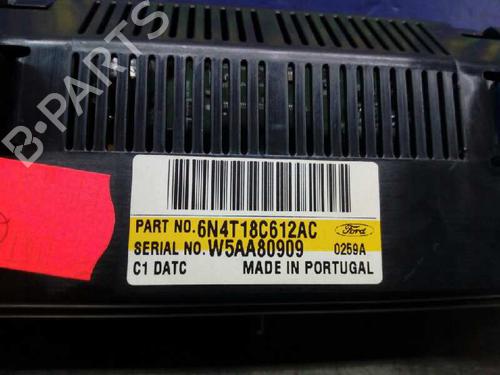 B-PARTS
PART NO.6N4T18C612AC
Ford
SERIAL NO.W5AA80909 0259A
C1 DATC MADE IN PORTUGAL